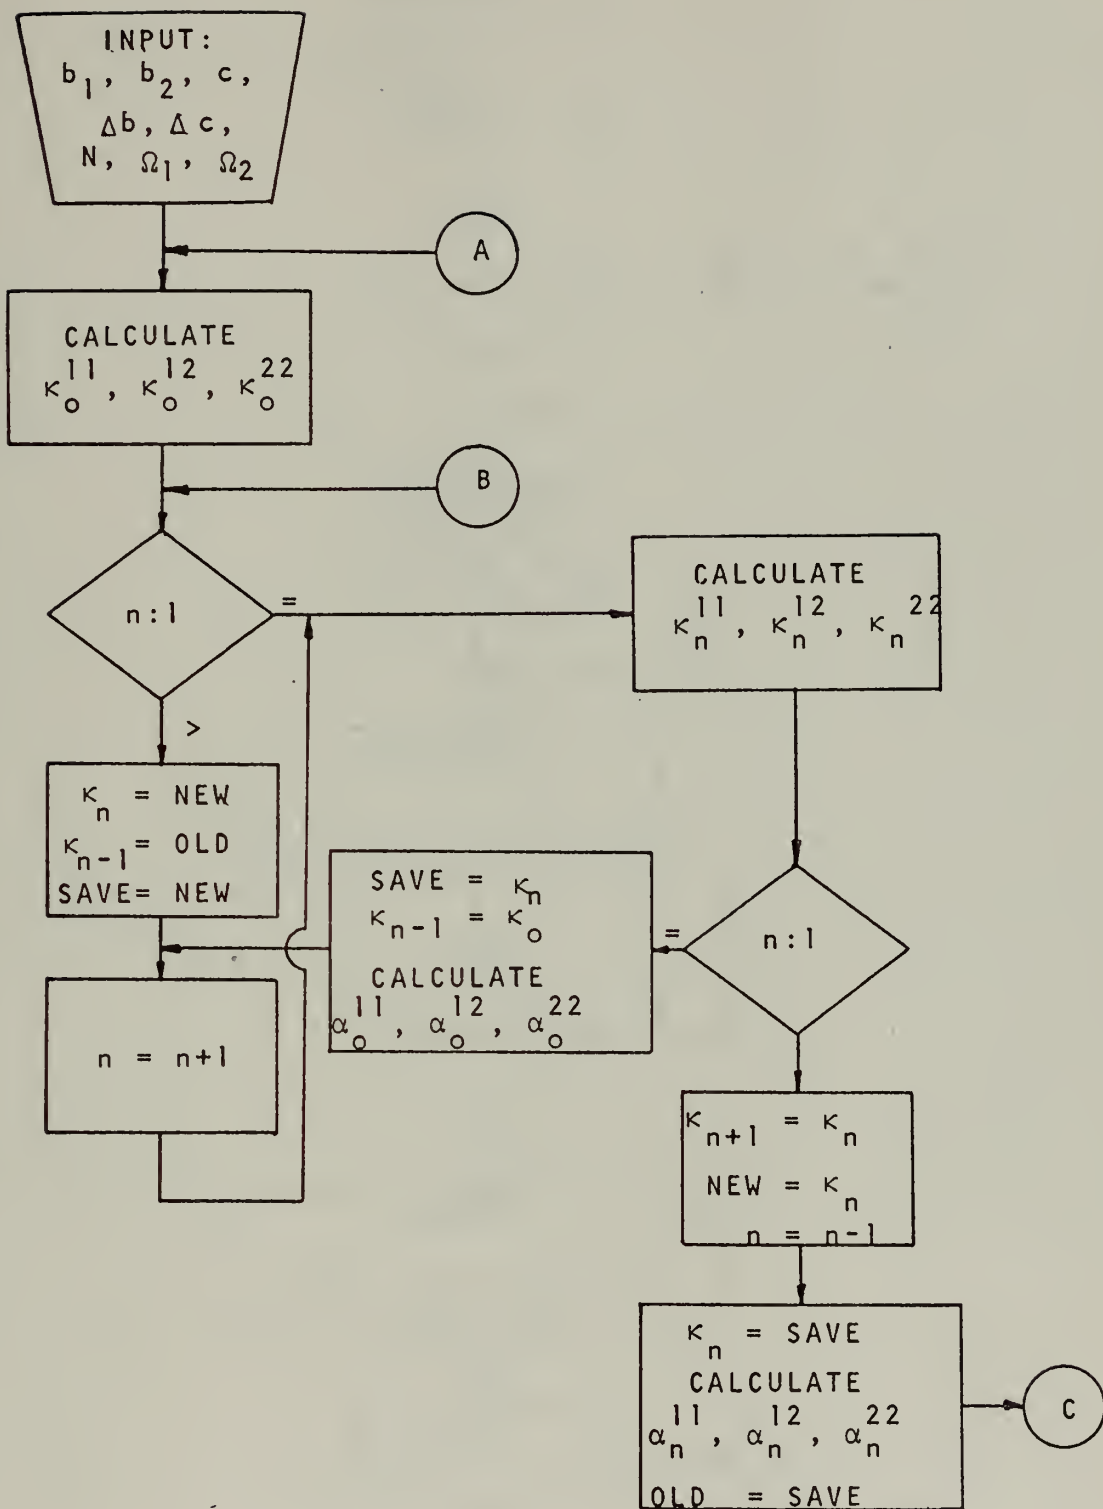 INPUT:
b₁, b₂, c,
Δb, Δc,
N, Ω₁, Ω₂
A
CALCULATE
κₒ¹¹, κₒ¹², κₒ²²
B
n:1
=
>
CALCULATE
κₙ¹¹, κₙ¹², κₙ²²
κₙ = NEW
κₙ₋₁ = OLD
SAVE = NEW
n = n+1
SAVE = κₙ
κₙ₋₁ = κₒ
CALCULATE
αₒ¹¹, αₒ¹², αₒ²²
=
n:1
κₙ₊₁ = κₙ
NEW = κₙ
n = n-1
κₙ = SAVE
CALCULATE
αₙ¹¹, αₙ¹², αₙ²²
OLD = SAVE
C